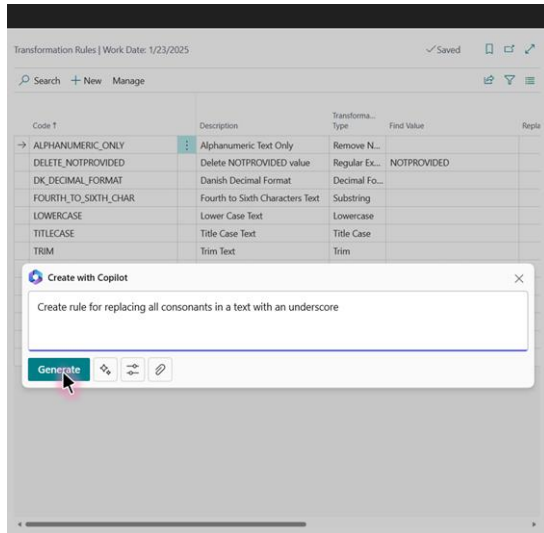 Transformation Rules | Work Date: 1/23/2025
Saved
Search + New Manage
Code ↑ Description Transforma... Type Find Value Repla
ALPHANUMERIC_ONLY Alphanumeric Text Only Remove N...
DELETE_NOTPROVIDED Delete NOTPROVIDED value Regular Ex... NOTPROVIDED
DK_DECIMAL_FORMAT Danish Decimal Format Decimal Fo...
FOURTH_TO_SIXTH_CHAR Fourth to Sixth Characters Text Substring
LOWERCASE Lower Case Text Lowercase
TITLECASE Title Case Text Title Case
TRIM Trim Text Trim
Create with Copilot
Create rule for replacing all consonants in a text with an underscore
Generate